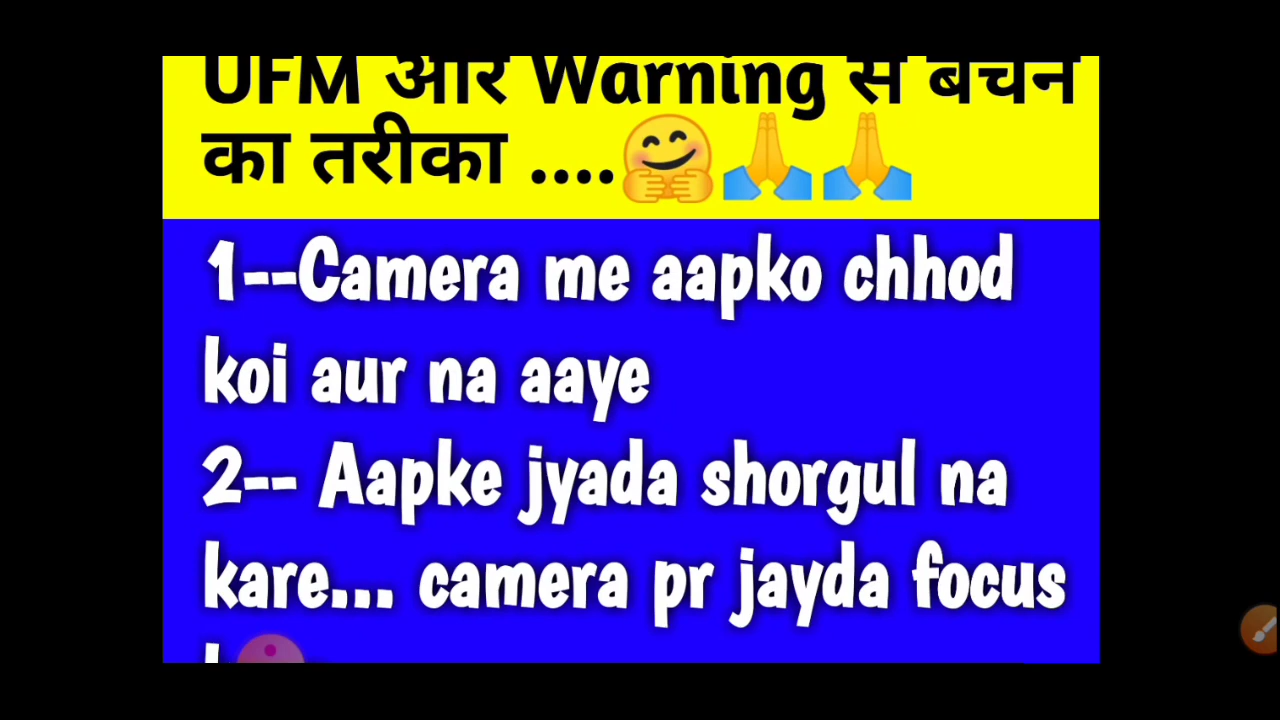 UFM और Warning से बचने
का तरीका ....🤗🙏🙏
1--Camera me aapko chhod
koi aur na aaye
2-- Aapke jyada shorgul na
kare... camera pr jayda focus